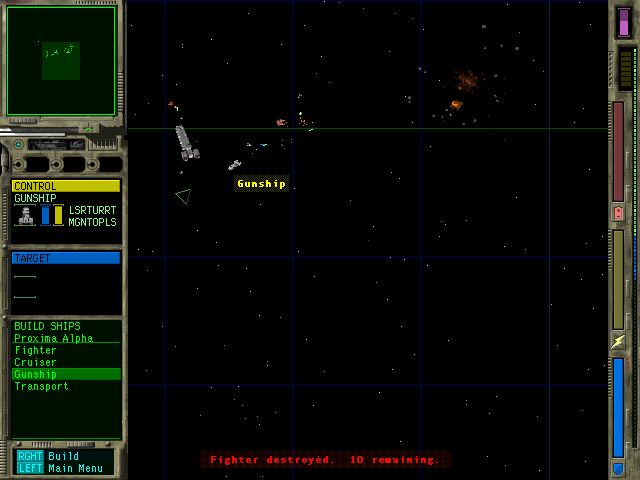 CONTROL
GUNSHIP
LSRTURRT
MGNTOPLS
TARGET
BUILD SHIPS
Proxima Alpha
Fighter
Cruiser
Gunship
Transport
RGHT Build
LEFT Main Menu
Gunship
Fighter destroyed. 10 remaining.